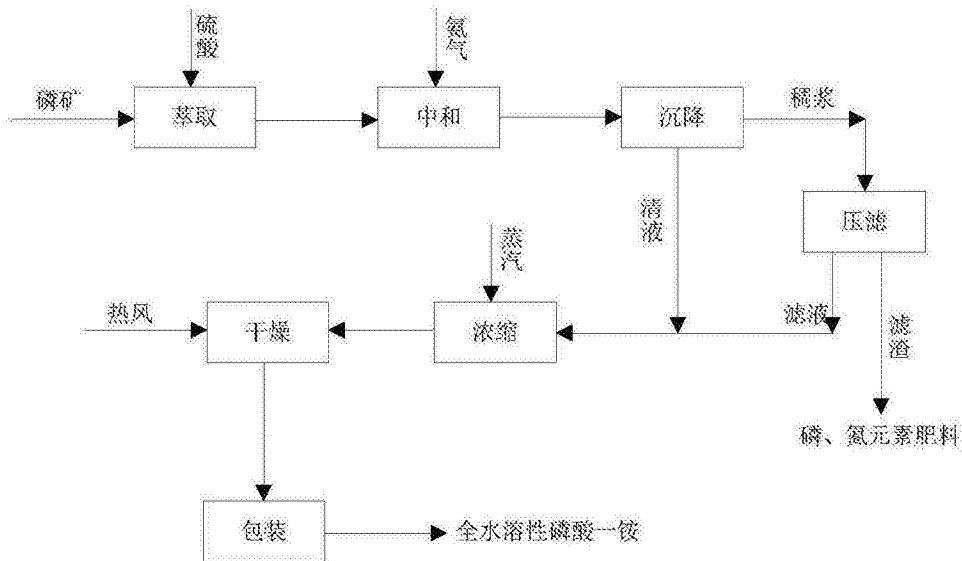 硫酸
氨气
磷矿
萃取
中和
沉降
稠浆
清液
压滤
蒸汽
热风
干燥
浓缩
滤液
滤渣
磷、氮元素肥料
包装
全水溶性磷酸一铵